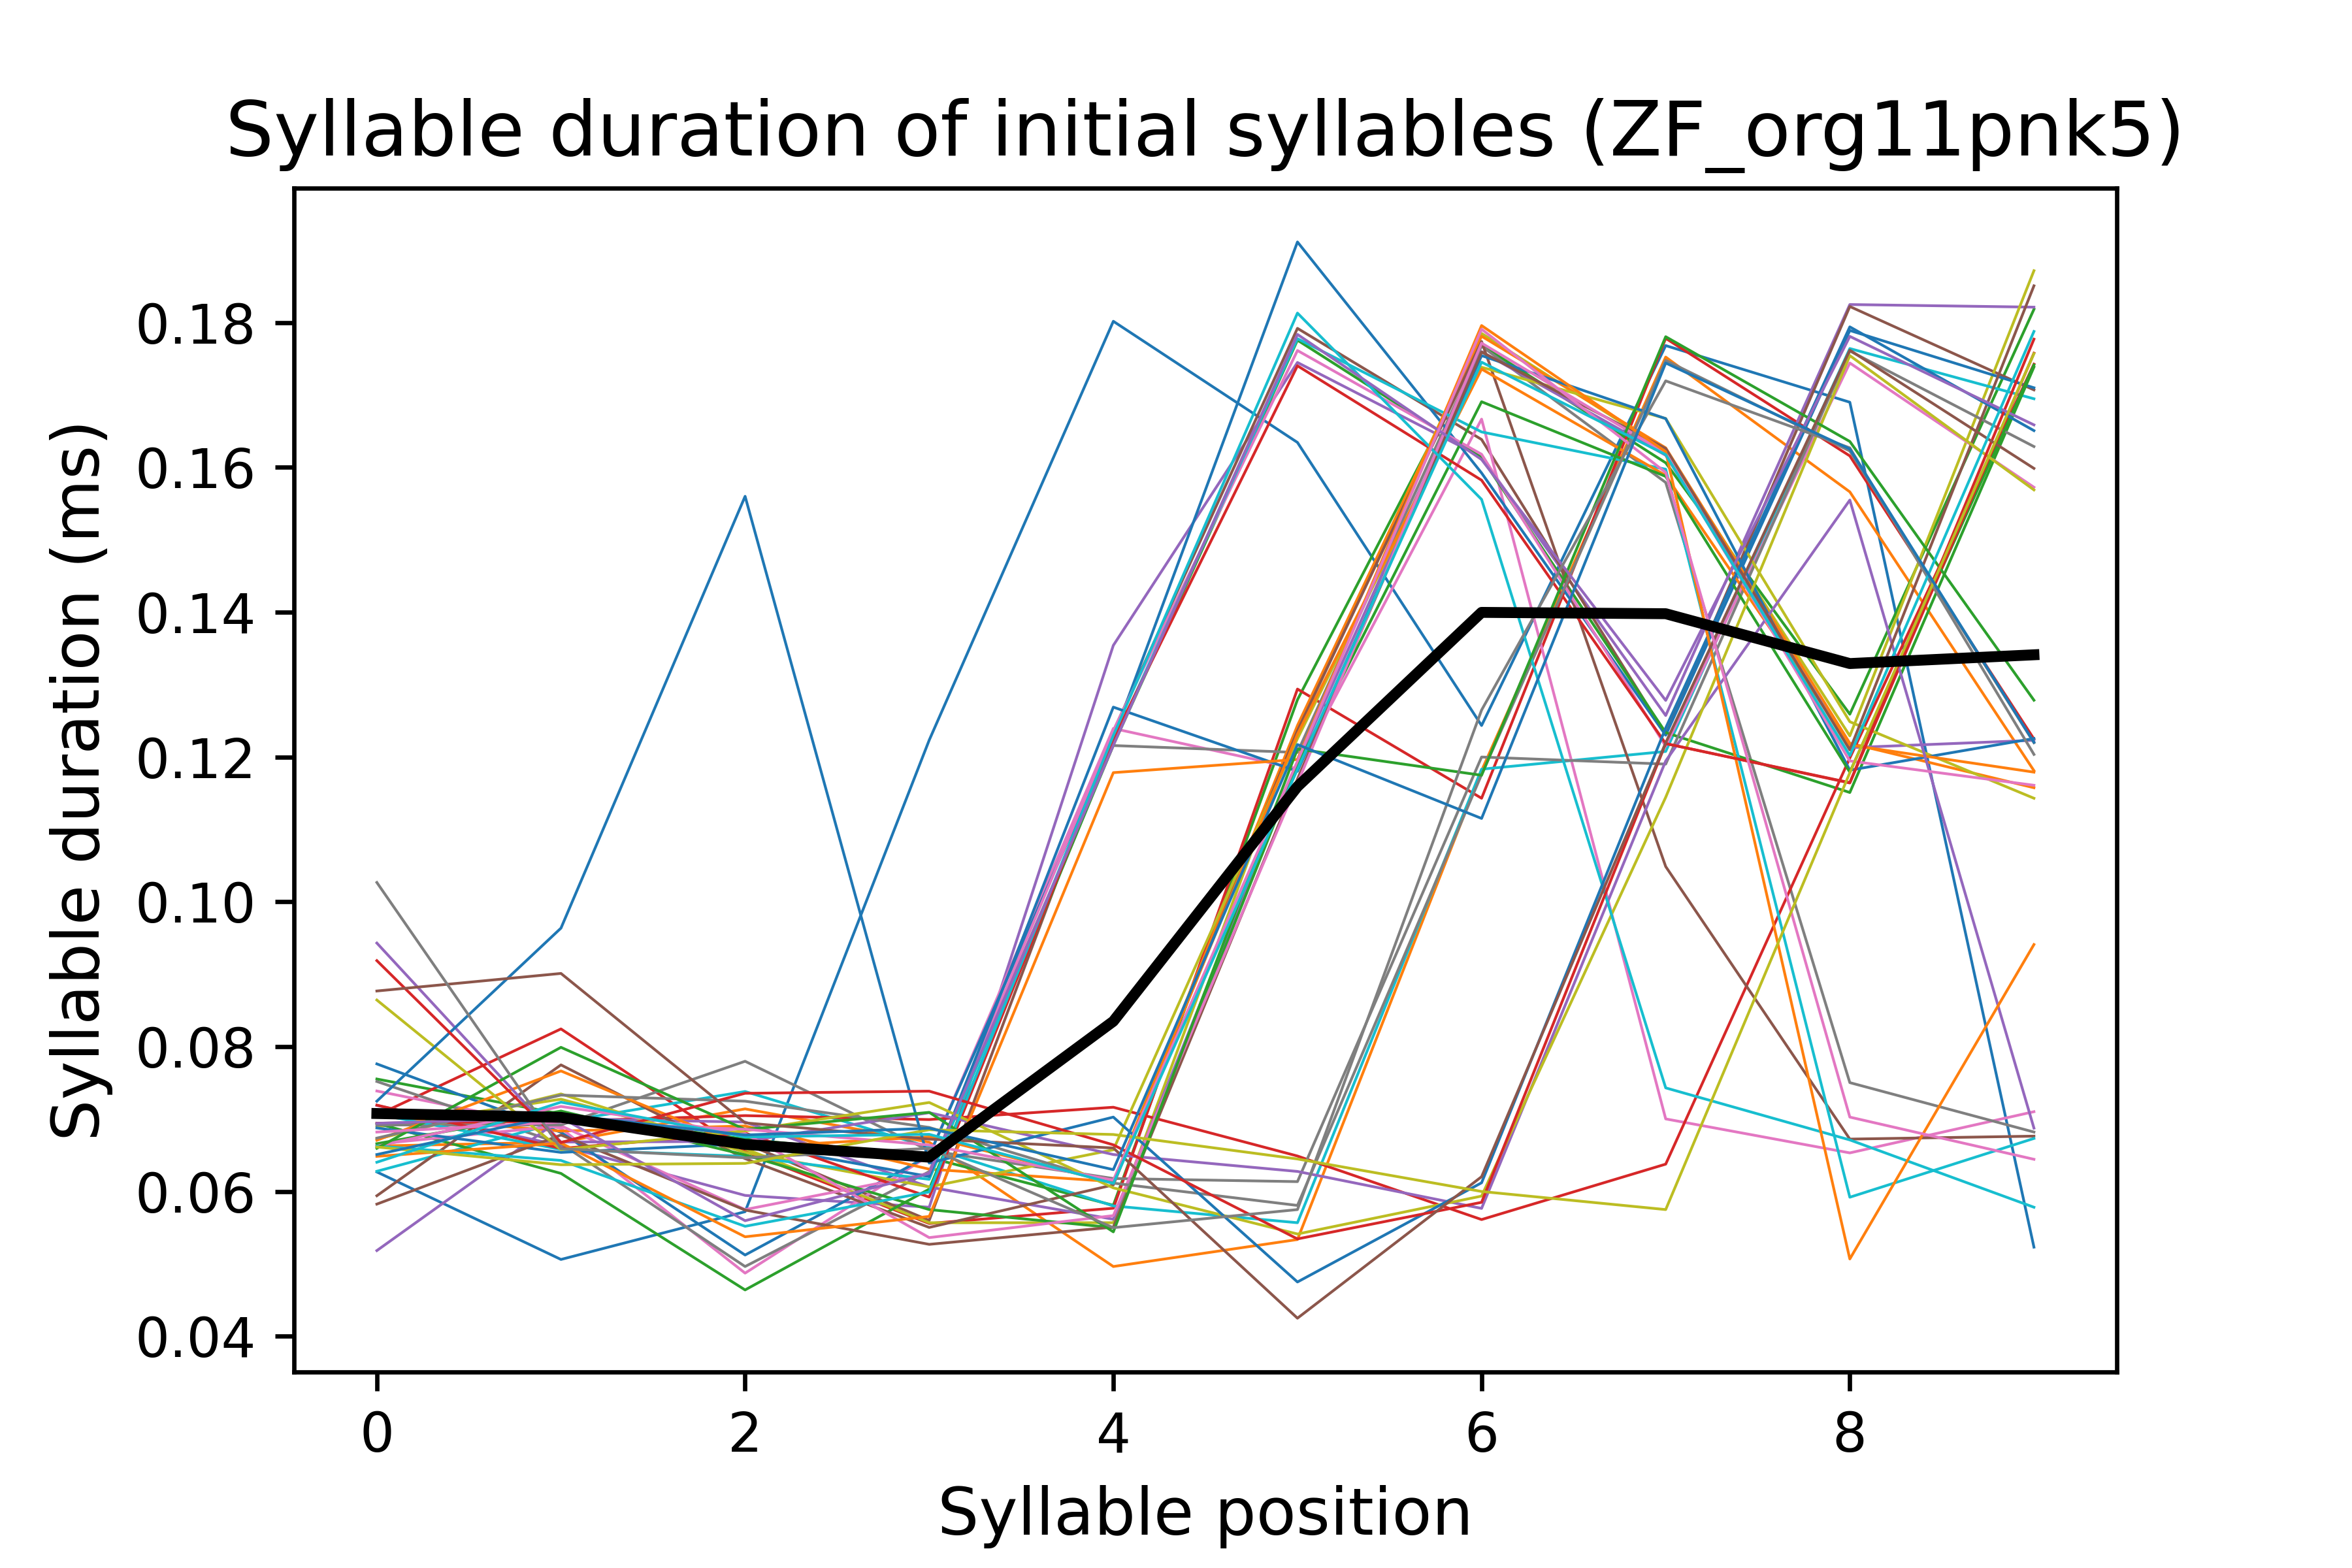 Syllable duration of initial syllables (ZF_org11pnk5)
Syllable duration (ms)
0.18
0.16
0.14
0.12
0.10
0.08
0.06
0.04
0 2 4 6 8
Syllable position